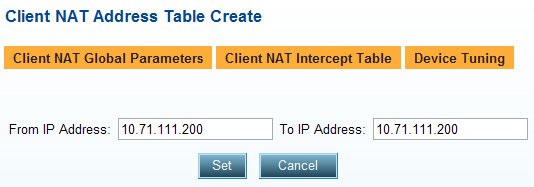 Client NAT Address Table Create
Client NAT Global Parameters Client NAT Intercept Table Device Tuning
From IP Address: 10.71.111.200 To IP Address: 10.71.111.200
Set Cancel